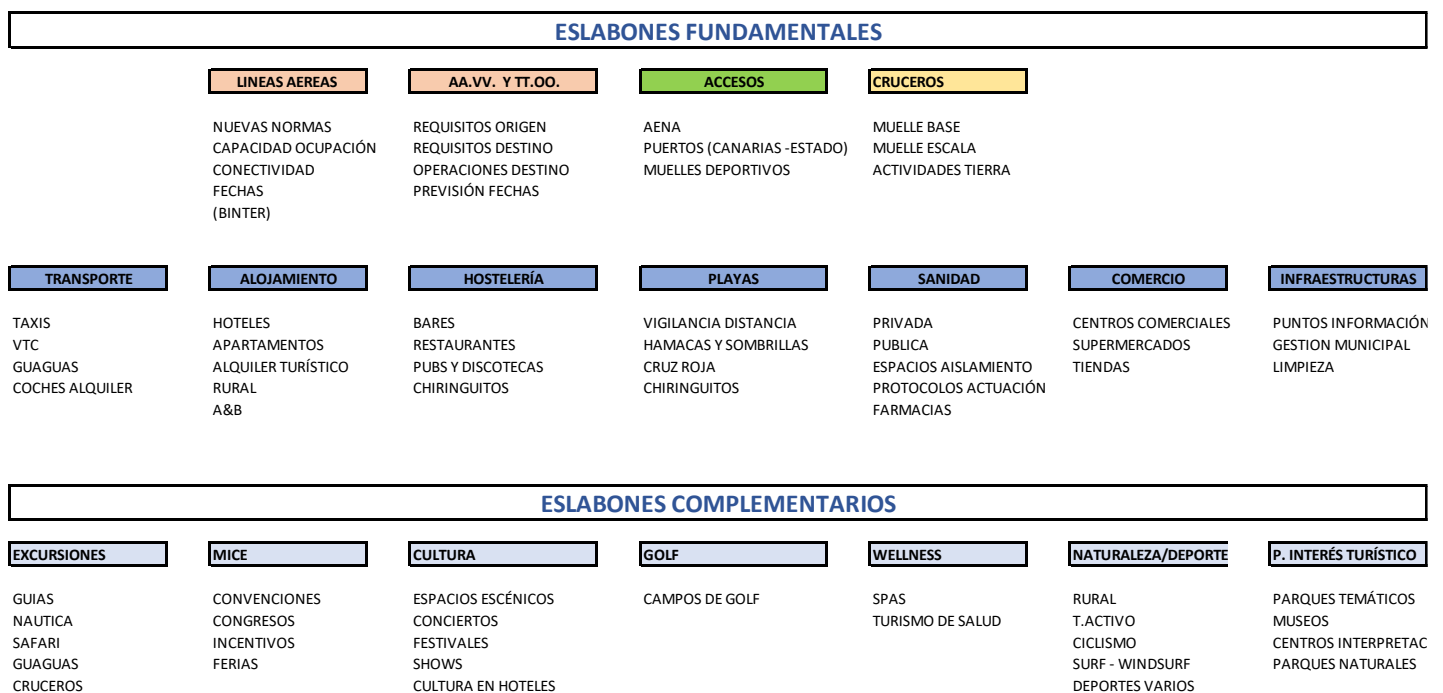 ESLABONES FUNDAMENTALES
LINEAS AEREAS AA.VV. Y TT.OO. ACCESOS CRUCEROS
NUEVAS NORMAS REQUISITOS ORIGEN AENA MUELLE BASE
CAPACIDAD OCUPACIÓN REQUISITOS DESTINO PUERTOS (CANARIAS -ESTADO) MUELLE ESCALA
CONECTIVIDAD OPERACIONES DESTINO MUELLES DEPORTIVOS ACTIVIDADES TIERRA
FECHAS PREVISIÓN FECHAS
(BINTER)
TRANSPORTE ALOJAMIENTO HOSTELERÍA PLAYAS SANIDAD COMERCIO INFRAESTRUCTURAS
TAXIS HOTELES BARES VIGILANCIA DISTANCIA PRIVADA CENTROS COMERCIALES PUNTOS INFORMACIÓN
VTC APARTAMENTOS RESTAURANTES HAMACAS Y SOMBRILLAS PUBLICA SUPERMERCADOS GESTION MUNICIPAL
GUAGUAS ALQUILER TURÍSTICO PUBS Y DISCOTECAS CRUZ ROJA ESPACIOS AISLAMIENTO TIENDAS LIMPIEZA
COCHES ALQUILER RURAL CHIRINGUITOS CHIRINGUITOS PROTOCOLOS ACTUACIÓN
A&B FARMACIAS
ESLABONES COMPLEMENTARIOS
EXCURSIONES MICE CULTURA GOLF WELLNESS NATURALEZA/DEPORTE P. INTERÉS TURÍSTICO
GUIAS CONVENCIONES ESPACIOS ESCÉNICOS CAMPOS DE GOLF SPAS RURAL PARQUES TEMÁTICOS
NAUTICA CONGRESOS CONCIERTOS TURISMO DE SALUD T.ACTIVO MUSEOS
SAFARI INCENTIVOS FESTIVALES CICLISMO CENTROS INTERPRETAC
GUAGUAS FERIAS SHOWS SURF - WINDSURF PARQUES NATURALES
CRUCEROS CULTURA EN HOTELES DEPORTES VARIOS